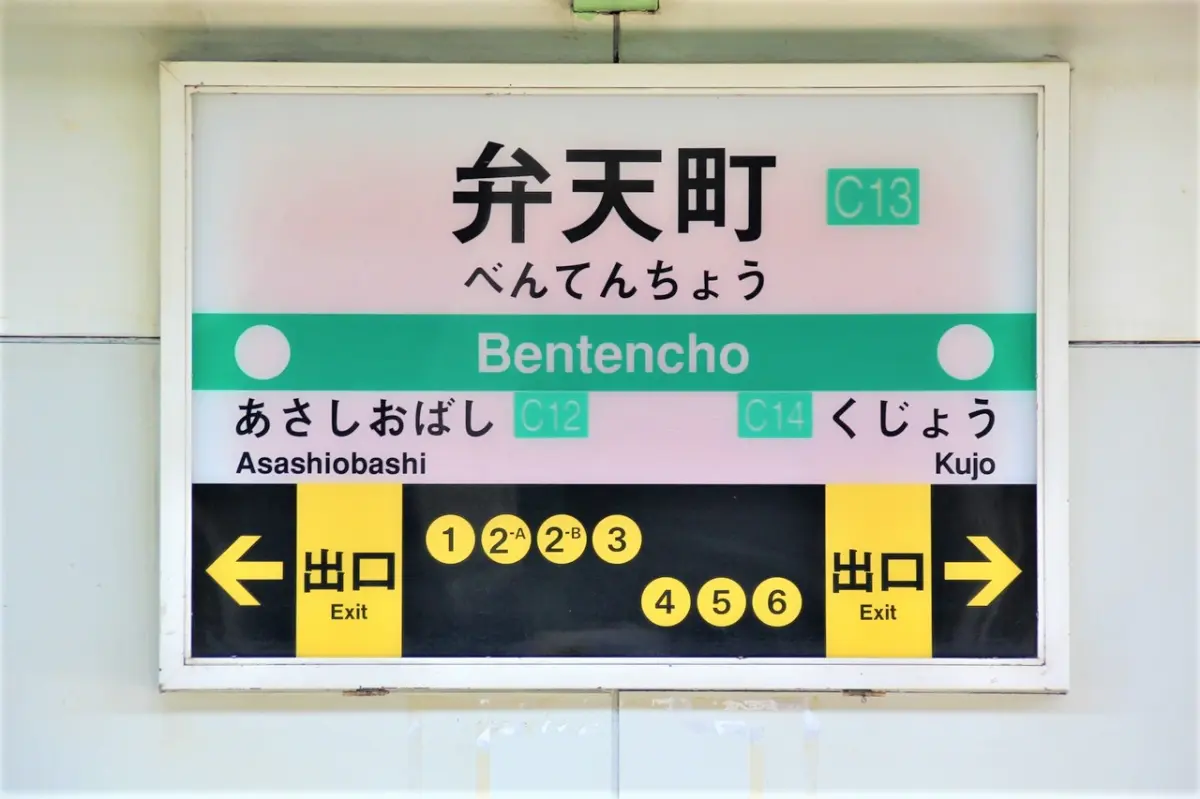 弁天町 C13
べんてんちょう
Bentencho
あさしおばし C12 C14 くじょう
Asashiobashi Kujo
← 出口 Exit 1 2-A 2-B 3
4 5 6 出口 Exit →